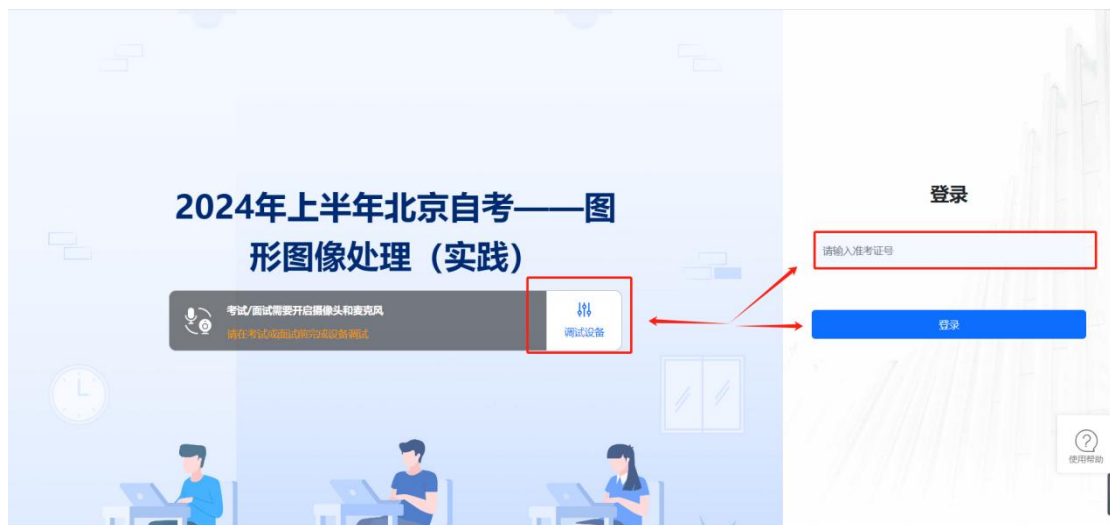 2024年上半年北京自考——图
形图像处理（实践）
考试/面试需要开启摄像头和麦克风
请在考试或面试前完成设备调试
调试设备
登录
请输入准考证号
登录
使用帮助